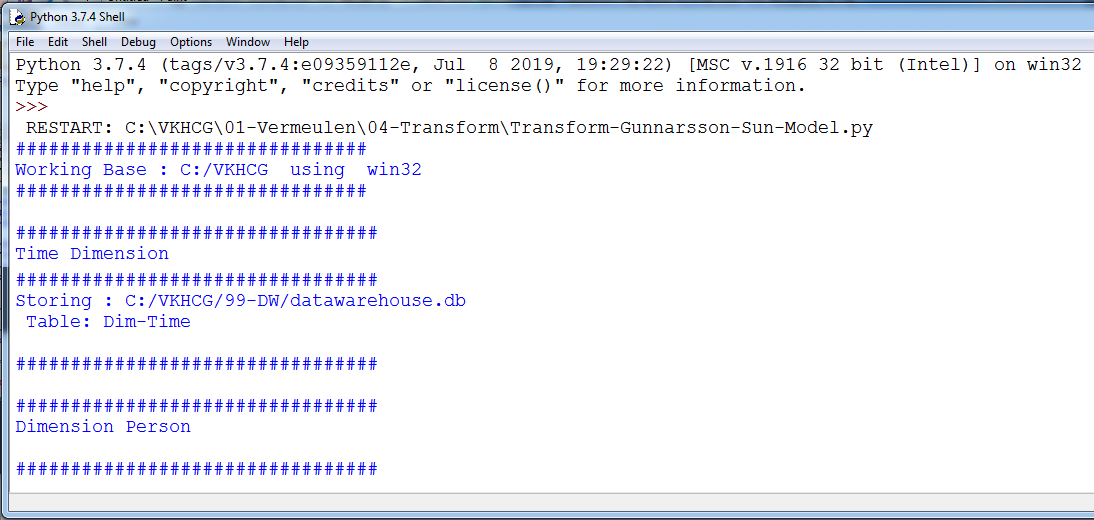 Python 3.7.4 Shell
File Edit Shell Debug Options Window Help
Python 3.7.4 (tags/v3.7.4:e09359112e, Jul  8 2019, 19:29:22) [MSC v.1916 32 bit (Intel)] on win32
Type "help", "copyright", "credits" or "license()" for more information.
>>>
 RESTART: C:\VKHCG\01-Vermeulen\04-Transform\Transform-Gunnarsson-Sun-Model.py
################################
Working Base : C:/VKHCG  using  win32
################################
#################################
Time Dimension
#################################
Storing : C:/VKHCG/99-DW/datawarehouse.db
 Table: Dim-Time
#################################
#################################
Dimension Person
#################################